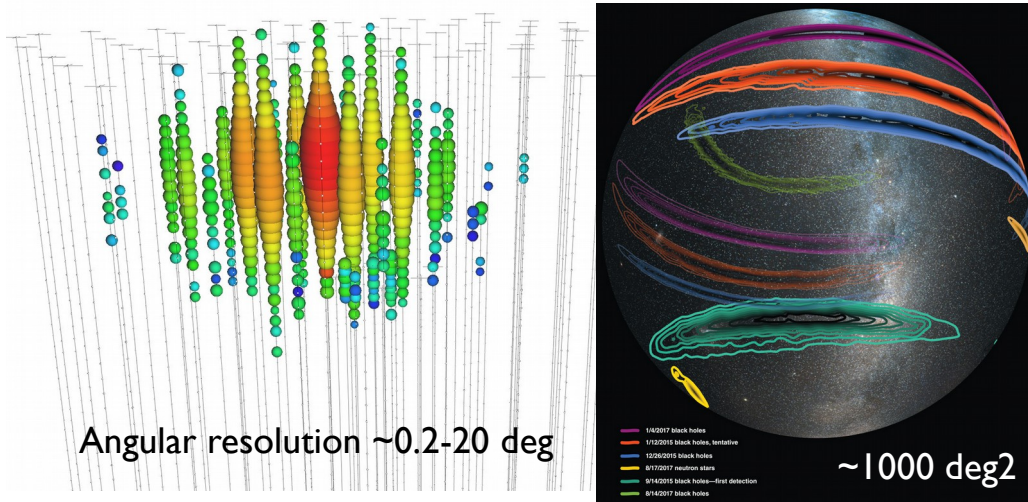 Angular resolution ~0.2-20 deg
1/4/2017 black holes
1/12/2015 black holes, tentative
12/26/2015 black holes
8/17/2017 neutron stars
9/14/2015 black holes—first detection
8/14/2017 black holes
~1000 deg2